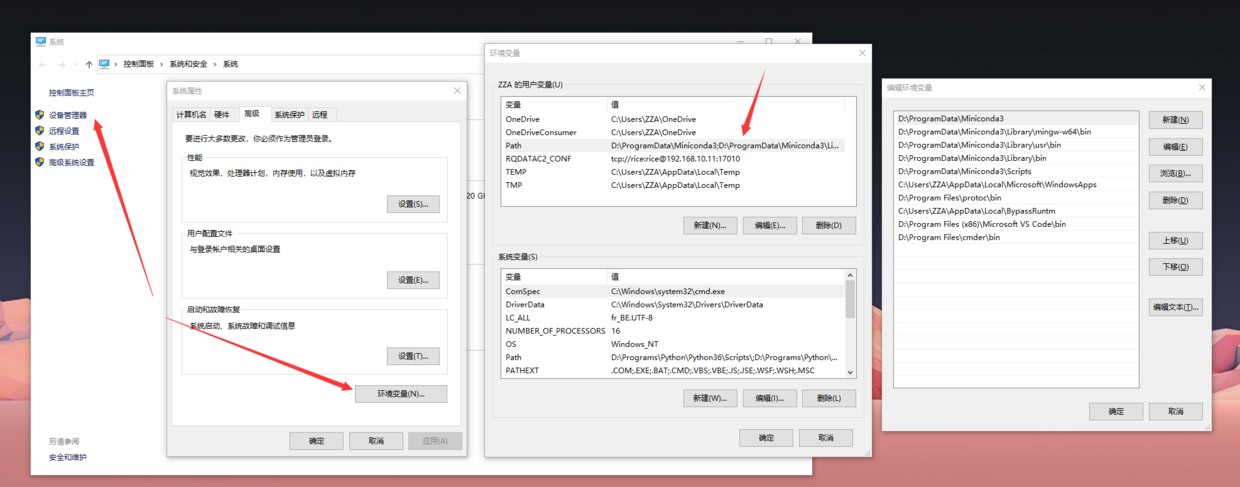 系统
控制面板 › 系统和安全 › 系统
控制面板主页
设备管理器
远程设置
系统保护
高级系统设置
另请参阅
安全和维护
系统属性
计算机名 硬件 高级 系统保护 远程
要进行大多数更改，你必须作为管理员登录。
性能
视觉效果，处理器计划，内存使用，以及虚拟内存
设置(S)...
用户配置文件
与登录帐户相关的桌面设置
设置(E)...
启动和故障恢复
系统启动、系统故障和调试信息
设置(T)...
环境变量(N)...
确定 取消 应用(A)
20 GH
环境变量
ZZA 的用户变量(U)
变量 值
OneDrive C:\Users\ZZA\OneDrive
OneDriveConsumer C:\Users\ZZA\OneDrive
Path D:\ProgramData\Miniconda3;D:\ProgramData\Miniconda3\Li...
RQDATAC2_CONF tcp://rice:rice@192.168.10.11:17010
TEMP C:\Users\ZZA\AppData\Local\Temp
TMP C:\Users\ZZA\AppData\Local\Temp
新建(N)... 编辑(E)... 删除(D)
系统变量(S)
变量 值
ComSpec C:\Windows\system32\cmd.exe
DriverData C:\Windows\System32\Drivers\DriverData
LC_ALL fr_BE.UTF-8
NUMBER_OF_PROCESSORS 16
OS Windows_NT
Path D:\Programs\Python\Python36\Scripts\;D:\Programs\Python\...
PATHEXT .COM;.EXE;.BAT;.CMD;.VBS;.VBE;.JS;.JSE;.WSF;.WSH;.MSC
新建(W)... 编辑(I)... 删除(L)
确定 取消
编辑环境变量
D:\ProgramData\Miniconda3
D:\ProgramData\Miniconda3\Library\mingw-w64\bin
D:\ProgramData\Miniconda3\Library\usr\bin
D:\ProgramData\Miniconda3\Library\bin
D:\ProgramData\Miniconda3\Scripts
C:\Users\ZZA\AppData\Local\Microsoft\WindowsApps
D:\Program Files\protoc\bin
C:\Users\ZZA\AppData\Local\BypassRuntm
D:\Program Files (x86)\Microsoft VS Code\bin
D:\Program Files\cmder\bin
新建(N)
编辑(E)
浏览(B)...
删除(D)
上移(U)
下移(O)
编辑文本(T)...
确定 取消